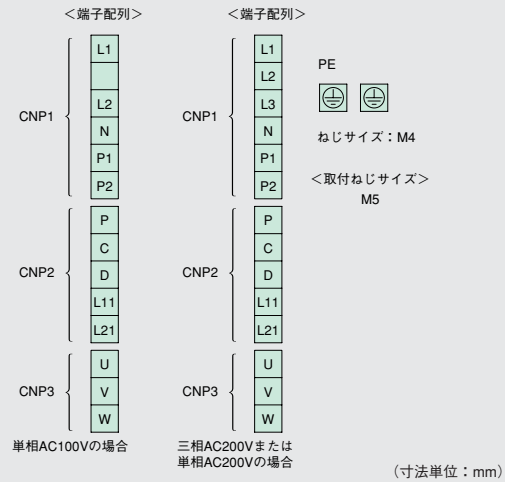 ＜端子配列＞
L1
L2
N
P1
P2
CNP1
P
C
D
L11
L21
CNP2
U
V
W
CNP3
単相AC100Vの場合
＜端子配列＞
L1
L2
L3
N
P1
P2
CNP1
P
C
D
L11
L21
CNP2
U
V
W
CNP3
三相AC200Vまたは
単相AC200Vの場合
PE
ねじサイズ：M4
＜取付ねじサイズ＞
M5
（寸法単位：mm）